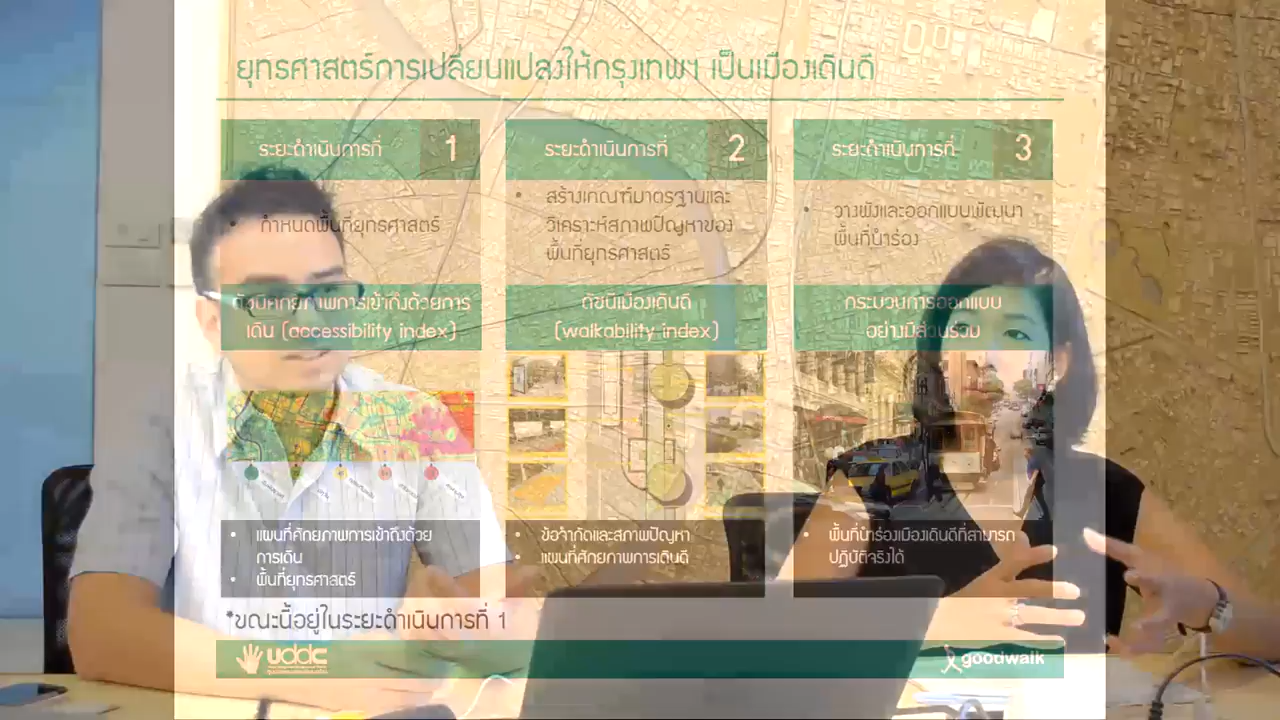 ยุทธศาสตร์การเปลี่ยนแปลงให้กรุงเทพฯ เป็นเมืองเดินดี
ระยะดำเนินการที่ 1
• กำหนดพื้นที่ยุทธศาสตร์
ดัชนีศักยภาพการเข้าถึงด้วยการ
เดิน (accessibility index)
• แผนที่ศักยภาพการเข้าถึงด้วย
การเดิน
• พื้นที่ยุทธศาสตร์
ระยะดำเนินการที่ 2
• สร้างเกณฑ์มาตรฐานและ
วิเคราะห์สภาพปัญหาของ
พื้นที่ยุทธศาสตร์
ดัชนีเมืองเดินดี
(walkability index)
• ข้อจำกัดและสภาพปัญหา
• แผนที่ศักยภาพการเดินดี
ระยะดำเนินการที่ 3
• วางผังและออกแบบพัฒนา
พื้นที่นำร่อง
กระบวนการออกแบบ
อย่างมีส่วนร่วม
• พื้นที่นำร่องเมืองเดินดีที่สามารถ
ปฏิบัติจริงได้
*ขณะนี้อยู่ในระยะดำเนินการที่ 1
uddc
goodwalk